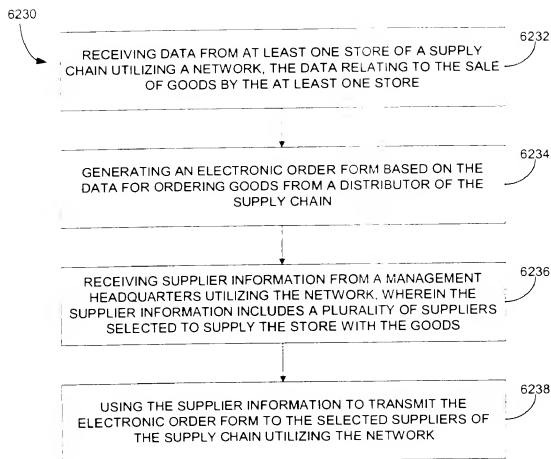 6230
6232
RECEIVING DATA FROM AT LEAST ONE STORE OF A SUPPLY
CHAIN UTILIZING A NETWORK, THE DATA RELATING TO THE SALE
OF GOODS BY THE AT LEAST ONE STORE
6234
GENERATING AN ELECTRONIC ORDER FORM BASED ON THE
DATA FOR ORDERING GOODS FROM A DISTRIBUTOR OF THE
SUPPLY CHAIN
6236
RECEIVING SUPPLIER INFORMATION FROM A MANAGEMENT
HEADQUARTERS UTILIZING THE NETWORK, WHEREIN THE
SUPPLIER INFORMATION INCLUDES A PLURALITY OF SUPPLIERS
SELECTED TO SUPPLY THE STORE WITH THE GOODS
6238
USING THE SUPPLIER INFORMATION TO TRANSMIT THE
ELECTRONIC ORDER FORM TO THE SELECTED SUPPLIERS OF
THE SUPPLY CHAIN UTILIZING THE NETWORK